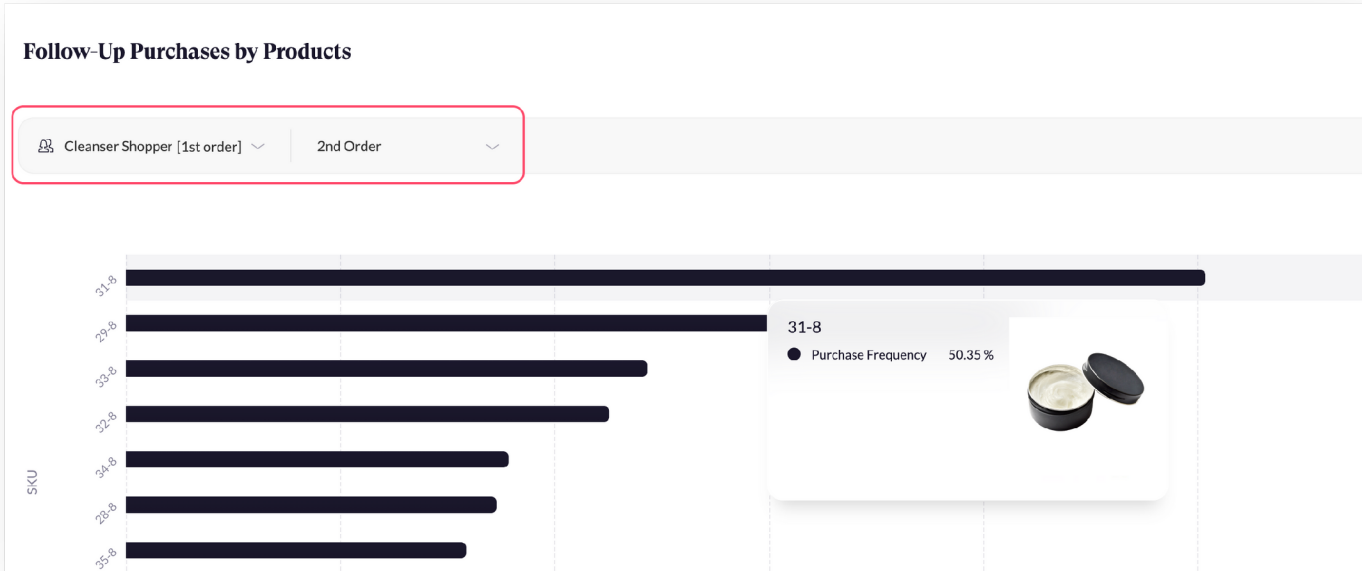 Follow-Up Purchases by Products
Cleanser Shopper [1st order]
2nd Order
31-8
29-8
31-8
Purchase Frequency 50.35 %
33-8
32-8
34-8
SKU
28-8
35-8